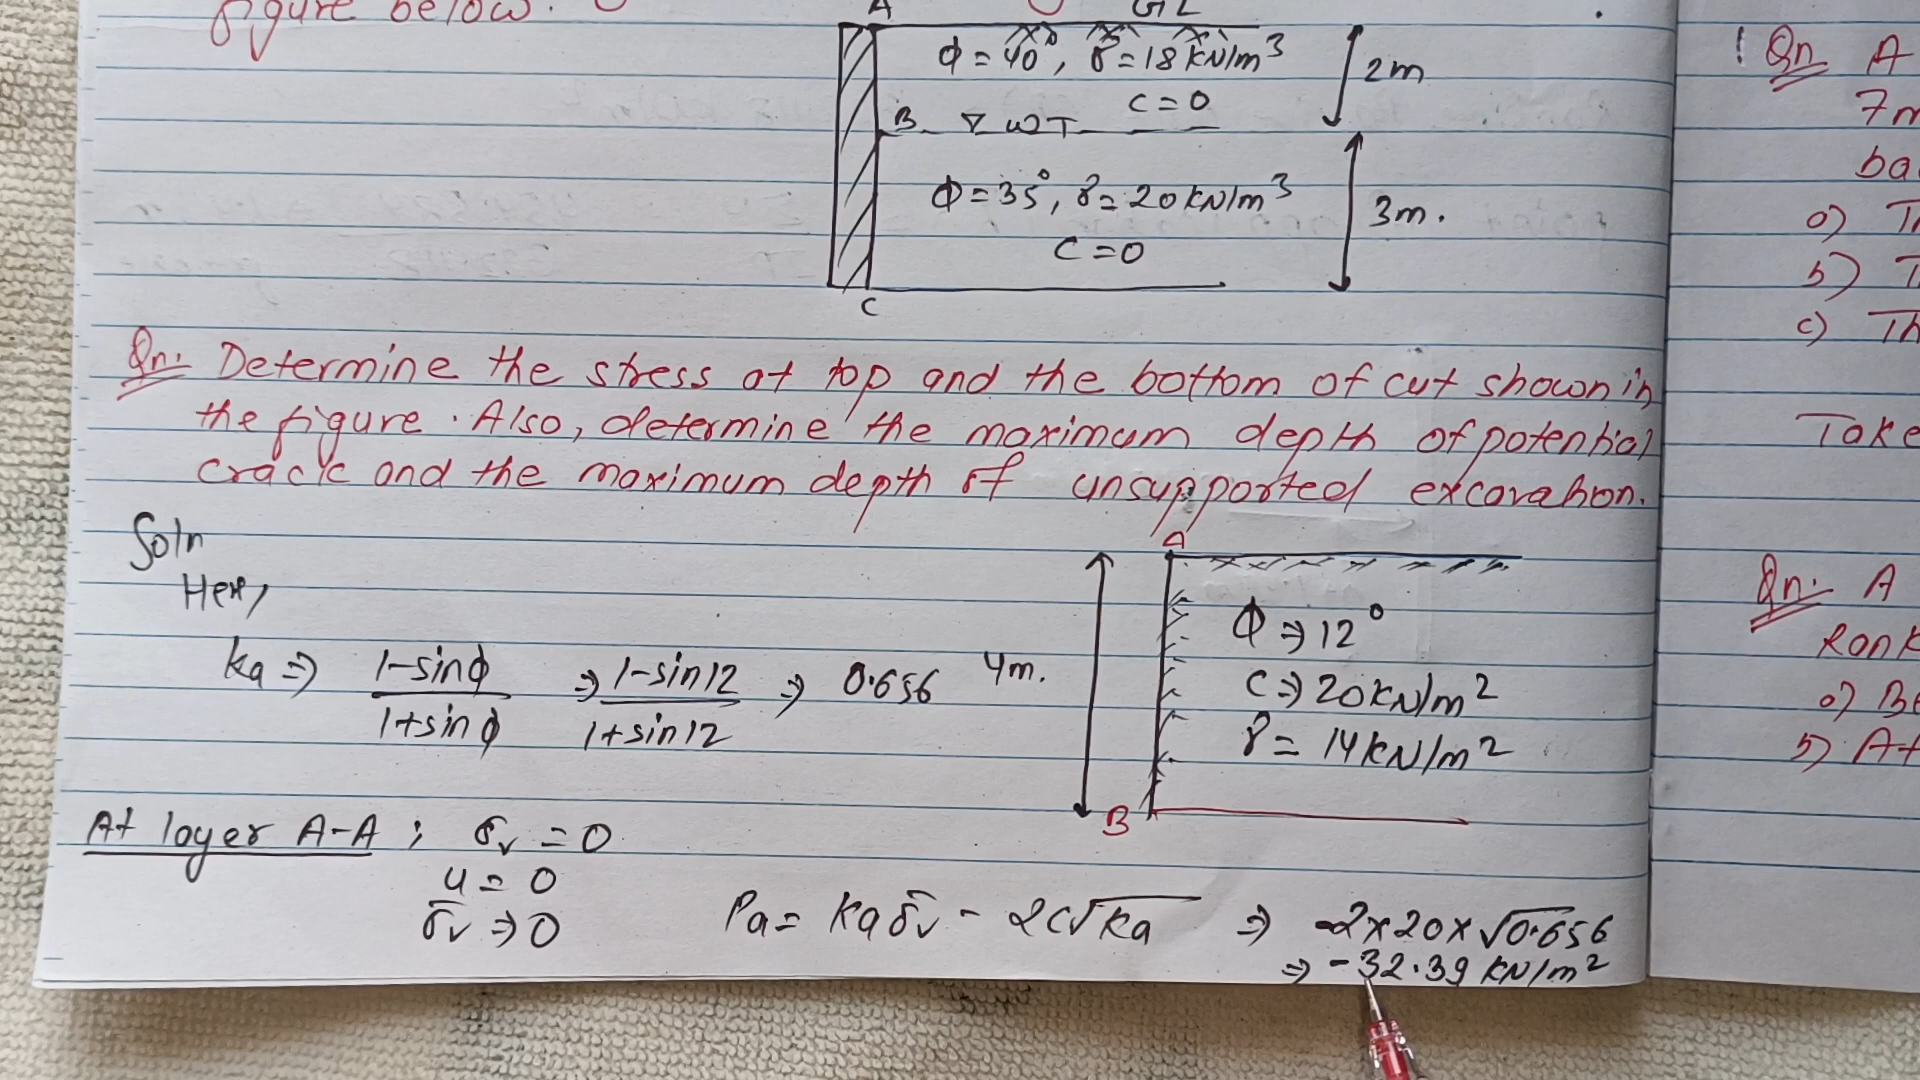 figure below.
A
GL
ϕ = 40°, γ = 18 kN/m³
2m
C = 0
B ∇ WT
ϕ = 35°, γ = 20 kN/m³
3m.
C = 0
C
Qn: Determine the stress at top and the bottom of cut shown in
the figure. Also, determine the maximum depth of potential
crack and the maximum depth of unsupported excavation.
Soln
Here,
ka ⇒ 1-sinϕ / 1+sinϕ ⇒ 1-sin12 / 1+sin12 ⇒ 0.656
A
4m.
ϕ ⇒ 12°
C ⇒ 20 kN/m²
γ = 14 kN/m²
B
At layer A-A ; σv = 0
u = 0
σ̄v ⇒ 0
Pa = ka σ̄v - 2c√ka ⇒ -2×20×√0.656
⇒ -32.39 kN/m²
! Qn A
7m
a) Th
b) T
c) Th
Take
Qn: A
Rank
a) Be
b) At